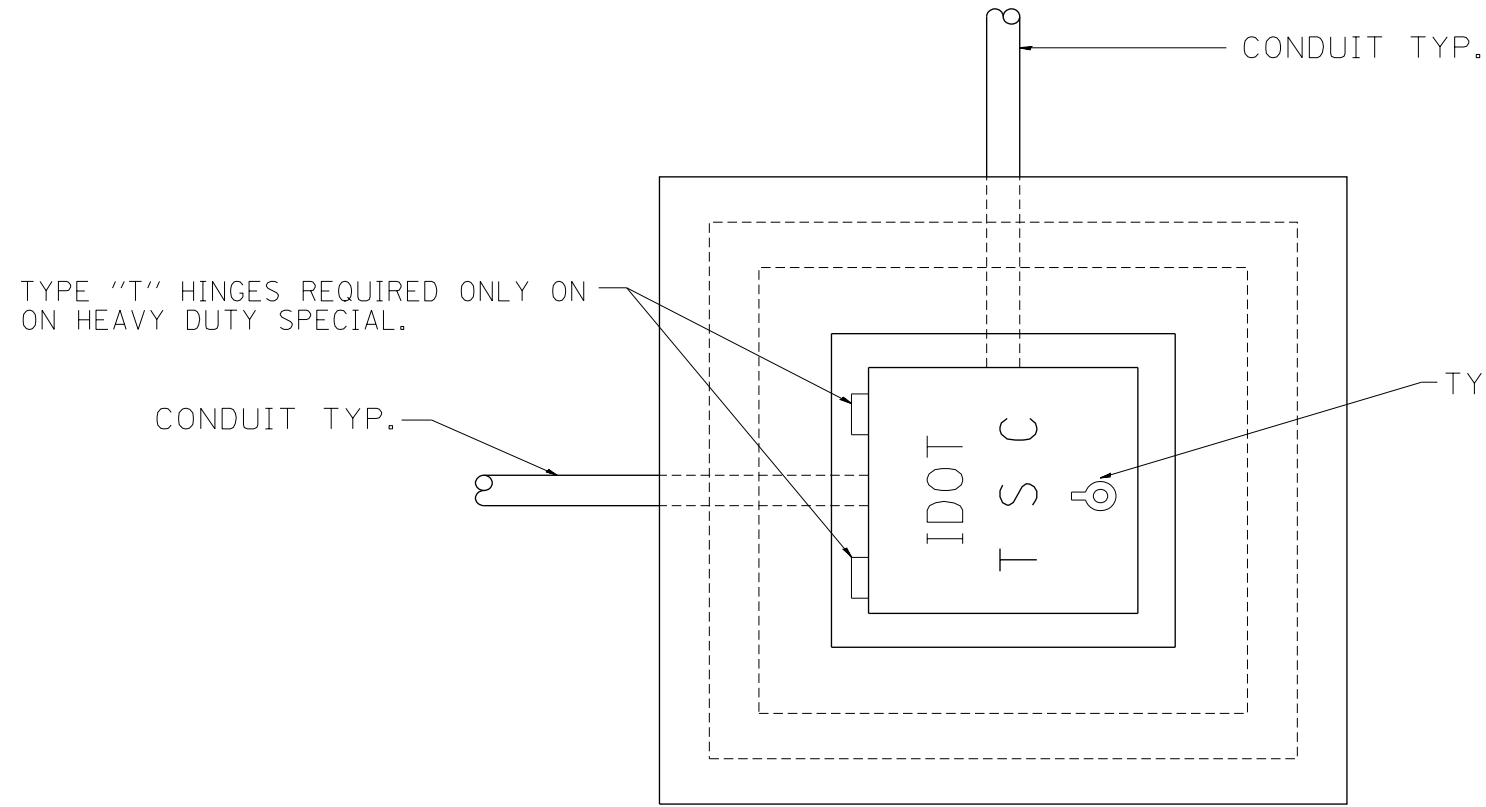 CONDUIT TYP.
TYPE "T" HINGES REQUIRED ONLY ON
ON HEAVY DUTY SPECIAL.
CONDUIT TYP.
TY
IDOT
T S C